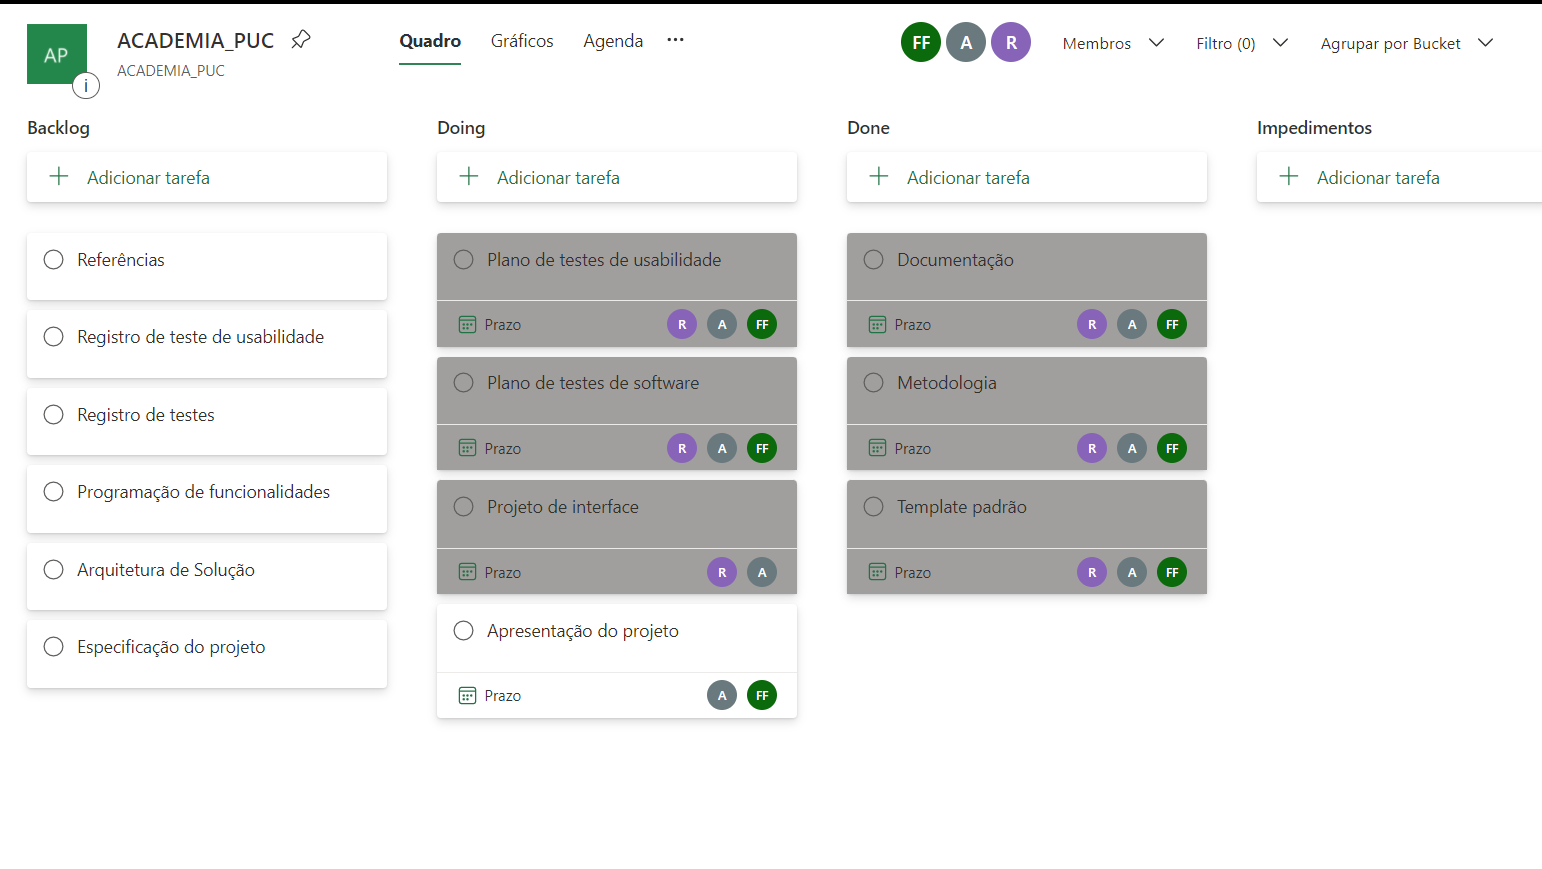 AP
i
ACADEMIA_PUC
ACADEMIA_PUC
Quadro Gráficos Agenda ...
FF A R
Membros Filtro (0) Agrupar por Bucket
Backlog
Adicionar tarefa
Referências
Registro de teste de usabilidade
Registro de testes
Programação de funcionalidades
Arquitetura de Solução
Especificação do projeto
Doing
Adicionar tarefa
Plano de testes de usabilidade
Prazo R A FF
Plano de testes de software
Prazo R A FF
Projeto de interface
Prazo R A
Apresentação do projeto
Prazo A FF
Done
Adicionar tarefa
Documentação
Prazo R A FF
Metodologia
Prazo R A FF
Template padrão
Prazo R A FF
Impedimentos
Adicionar tarefa